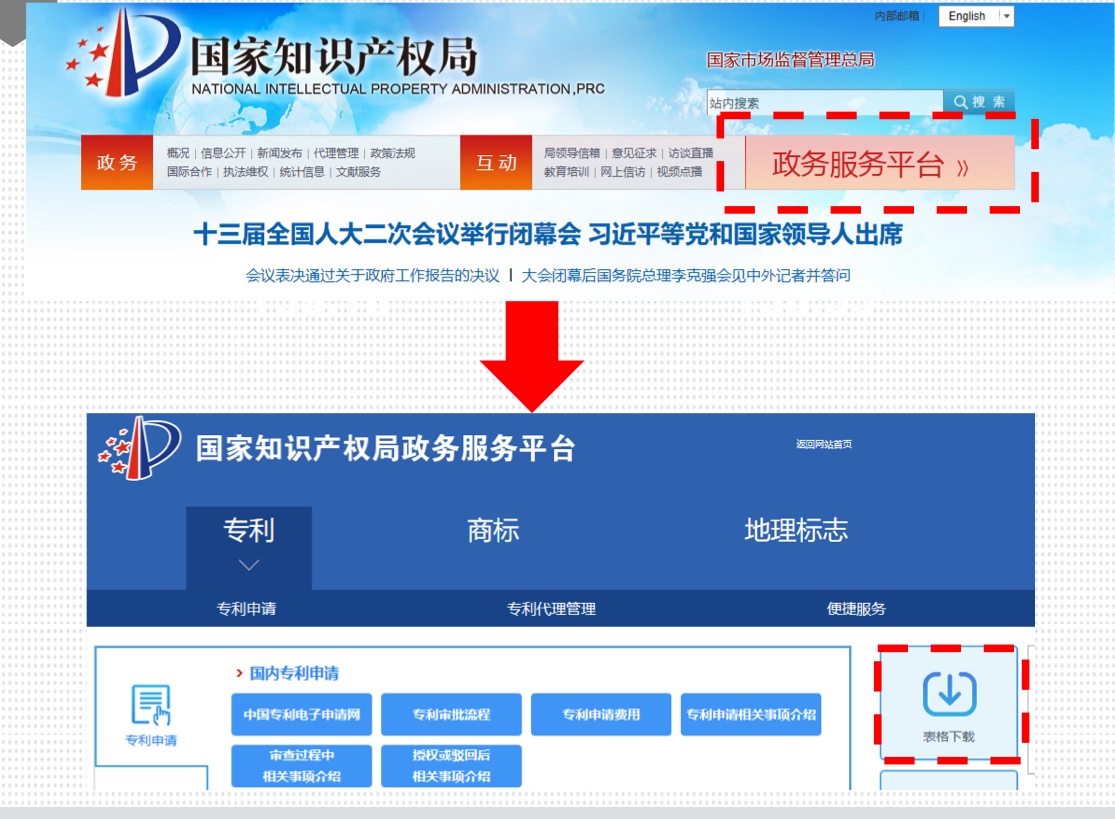 内部邮箱 | English
国家知识产权局
NATIONAL INTELLECTUAL PROPERTY ADMINISTRATION,PRC
国家市场监督管理总局
站内搜索 搜 索
政务
概况 | 信息公开 | 新闻发布 | 代理管理 | 政策法规
国际合作 | 执法维权 | 统计信息 | 文献服务
互动
局领导信箱 | 意见征求 | 访谈直播
教育培训 | 网上信访 | 视频点播
政务服务平台 》
十三届全国人大二次会议举行闭幕会 习近平等党和国家领导人出席
会议表决通过关于政府工作报告的决议 | 大会闭幕后国务院总理李克强会见中外记者并答问
国家知识产权局政务服务平台
返回网站首页
专利 商标 地理标志
专利申请 专利代理管理 便捷服务
专利申请
› 国内专利申请
中国专利电子申请网 专利审批流程 专利申请费用 专利申请相关事项介绍
审查过程中
相关事项介绍
授权或驳回后
相关事项介绍
表格下载